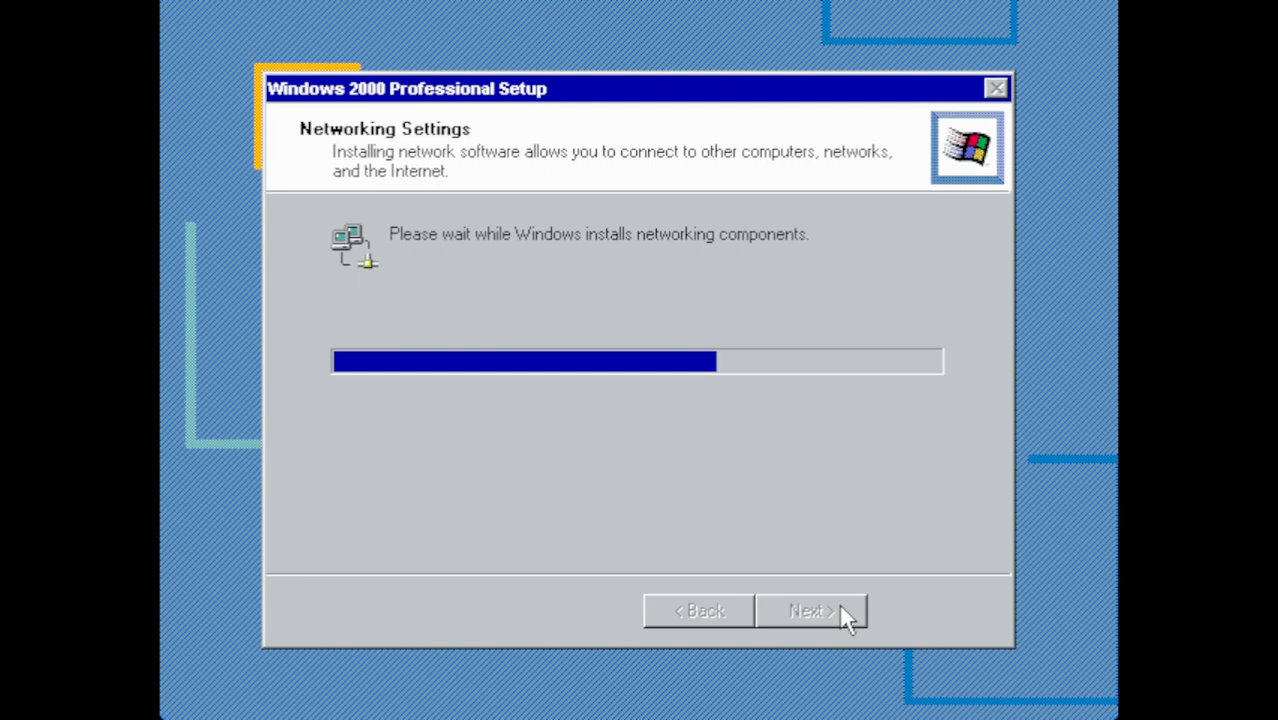 Windows 2000 Professional Setup
Networking Settings
Installing network software allows you to connect to other computers, networks,
and the Internet.
Please wait while Windows installs networking components.
< Back
Next >